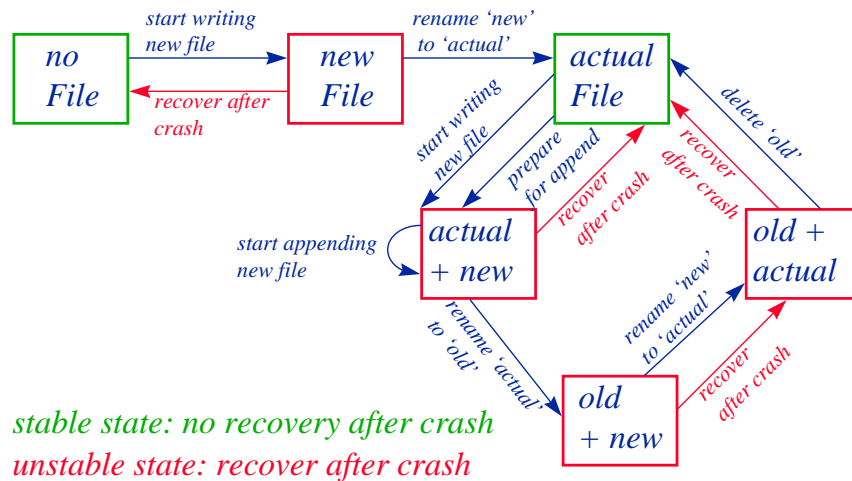 start writing
new file
rename ‘new’
to ‘actual’
no
File
new
File
actual
File
recover after
crash
start writing
new file
prepare
for append
recover
after crash
recover
after crash
delete ‘old’
start appending
new file
actual
+ new
old +
actual
rename ‘actual’
to ‘old’
rename ‘new’
to ‘actual’
recover
after crash
old
+ new
stable state: no recovery after crash
unstable state: recover after crash